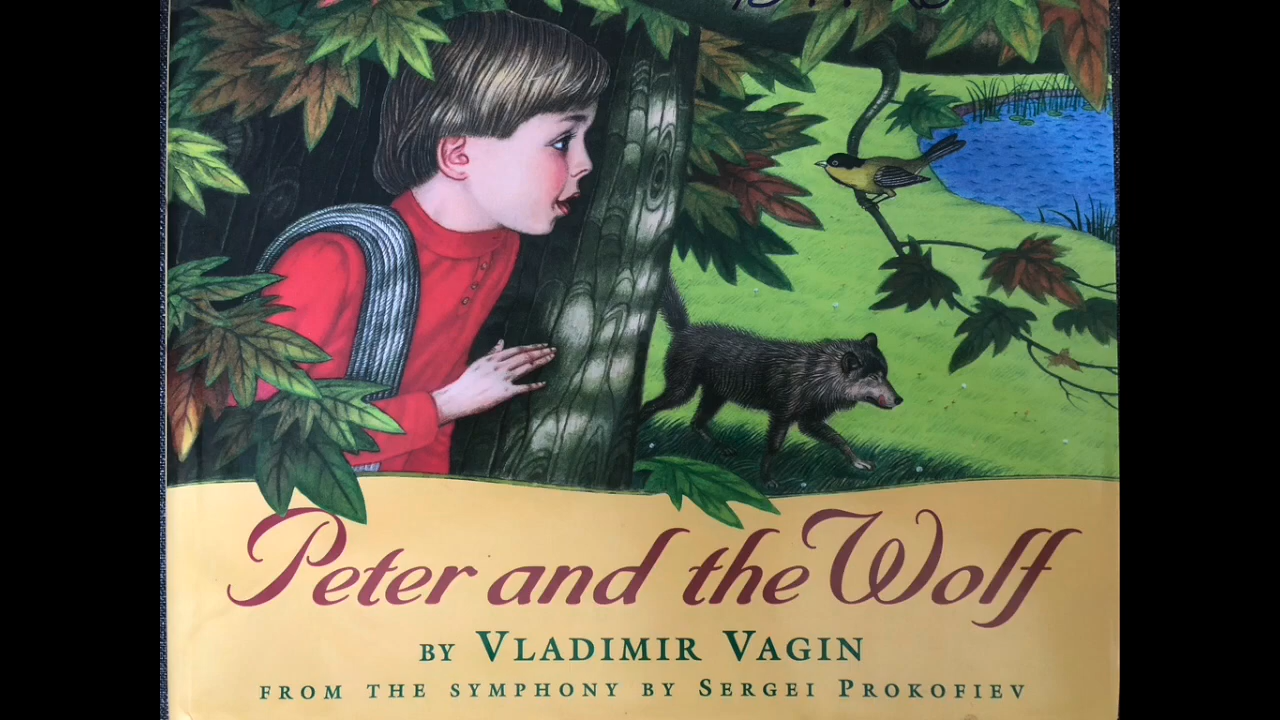 Peter and the Wolf
BY VLADIMIR VAGIN
FROM THE SYMPHONY BY SERGEI PROKOFIEV